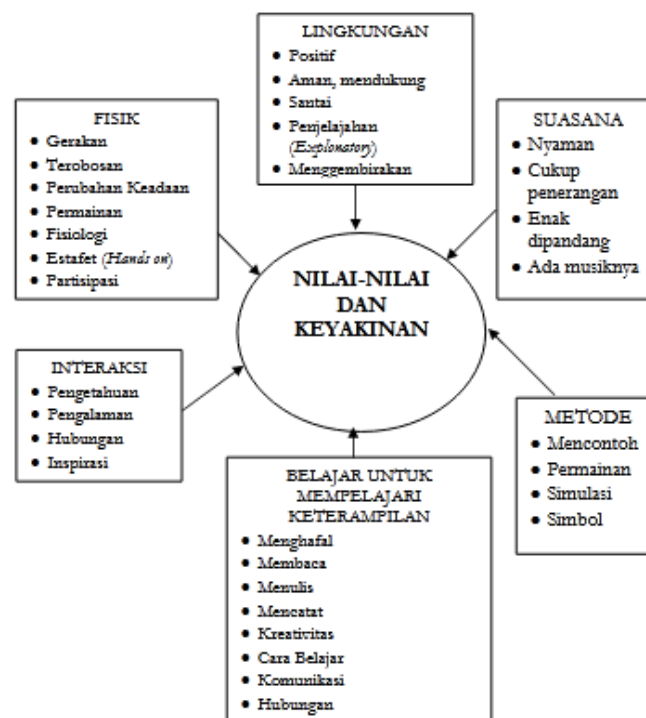 LINGKUNGAN
• Positif
• Aman, mendukung
• Santai
• Penjelajahan
(Explonatory)
• Menggembirakan
FISIK
• Gerakan
• Terobosan
• Perubahan Keadaan
• Permainan
• Fisiologi
• Estafet (Hands on)
• Partisipasi
SUASANA
• Nyaman
• Cukup
penerangan
• Enak
dipandang
• Ada musiknya
NILAI-NILAI
DAN
KEYAKINAN
INTERAKSI
• Pengetahuan
• Pengalaman
• Hubungan
• Inspirasi
METODE
• Mencontoh
• Permainan
• Simulasi
• Simbol
BELAJAR UNTUK
MEMPELAJARI
KETERAMPILAN
• Menghafal
• Membaca
• Menulis
• Mencatat
• Kreativitas
• Cara Belajar
• Komunikasi
• Hubungan